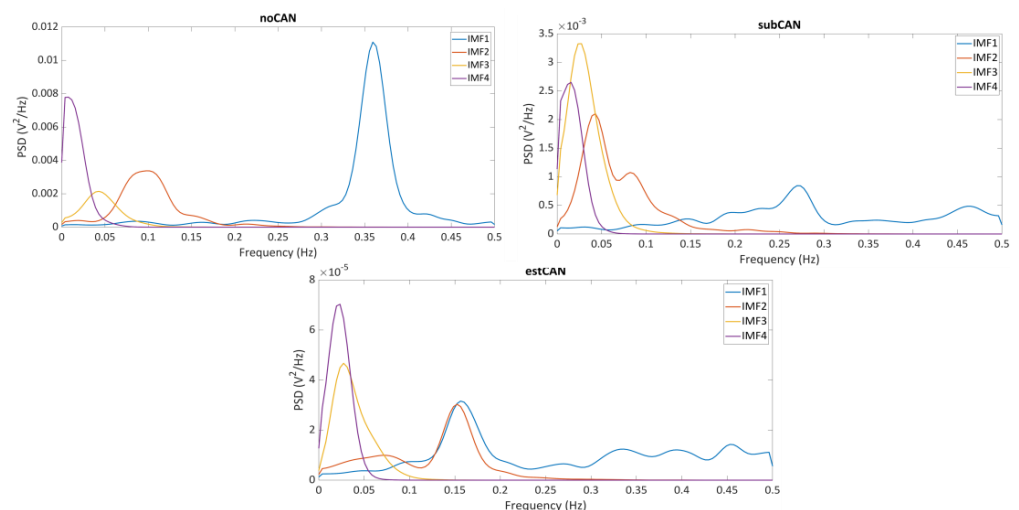 noCAN
0.012
0.01
0.008
0.006
0.004
0.002
0
PSD (V²/Hz)
0 0.05 0.1 0.15 0.2 0.25 0.3 0.35 0.4 0.45 0.5
Frequency (Hz)
IMF1
IMF2
IMF3
IMF4
subCAN
×10⁻³
3.5
3
2.5
2
1.5
1
0.5
0
PSD (V²/Hz)
0 0.05 0.1 0.15 0.2 0.25 0.3 0.35 0.4 0.45 0.5
Frequency (Hz)
IMF1
IMF2
IMF3
IMF4
estCAN
×10⁻⁵
8
6
4
2
0
PSD (V²/Hz)
0 0.05 0.1 0.15 0.2 0.25 0.3 0.35 0.4 0.45 0.5
Frequency (Hz)
IMF1
IMF2
IMF3
IMF4